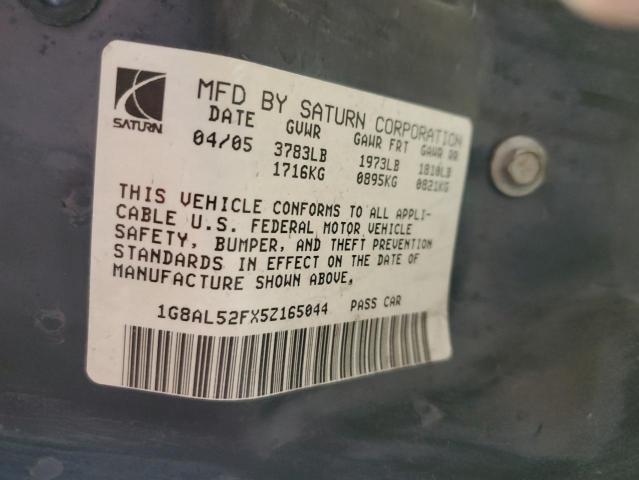 SATURN
MFD BY SATURN CORPORATION
DATE GVWR GAWR FRT GAWR RR
04/05 3783LB 1973LB 1810LB
1716KG 0895KG 0821KG
THIS VEHICLE CONFORMS TO ALL APPLI-
CABLE U.S. FEDERAL MOTOR VEHICLE
SAFETY, BUMPER, AND THEFT PREVENTION
STANDARDS IN EFFECT ON THE DATE OF
MANUFACTURE SHOWN ABOVE.
1G8AL52FX5Z165044 PASS CAR